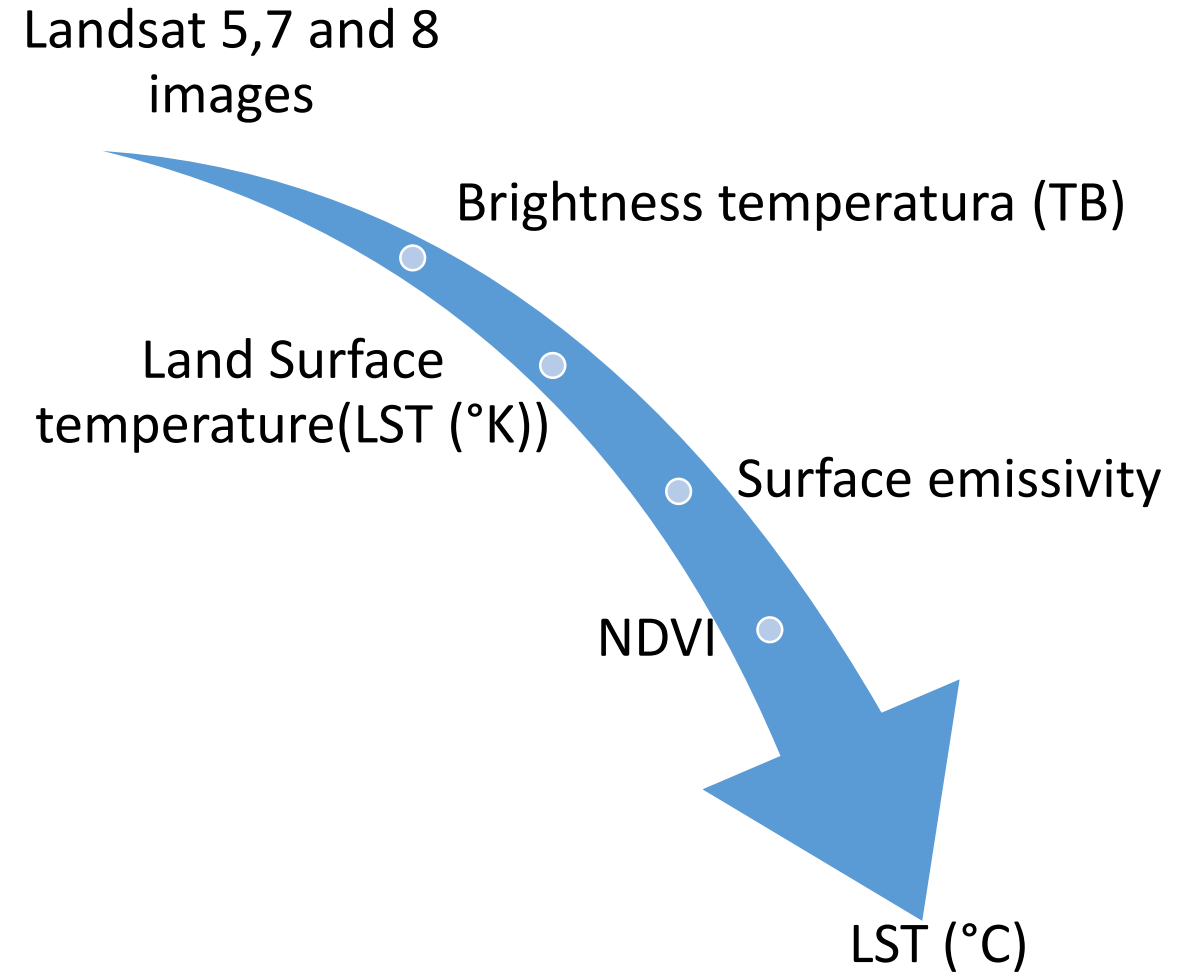 Landsat 5,7 and 8
images
Brightness temperatura (TB)
Land Surface
temperature(LST (°K))
Surface emissivity
NDVI
LST (°C)